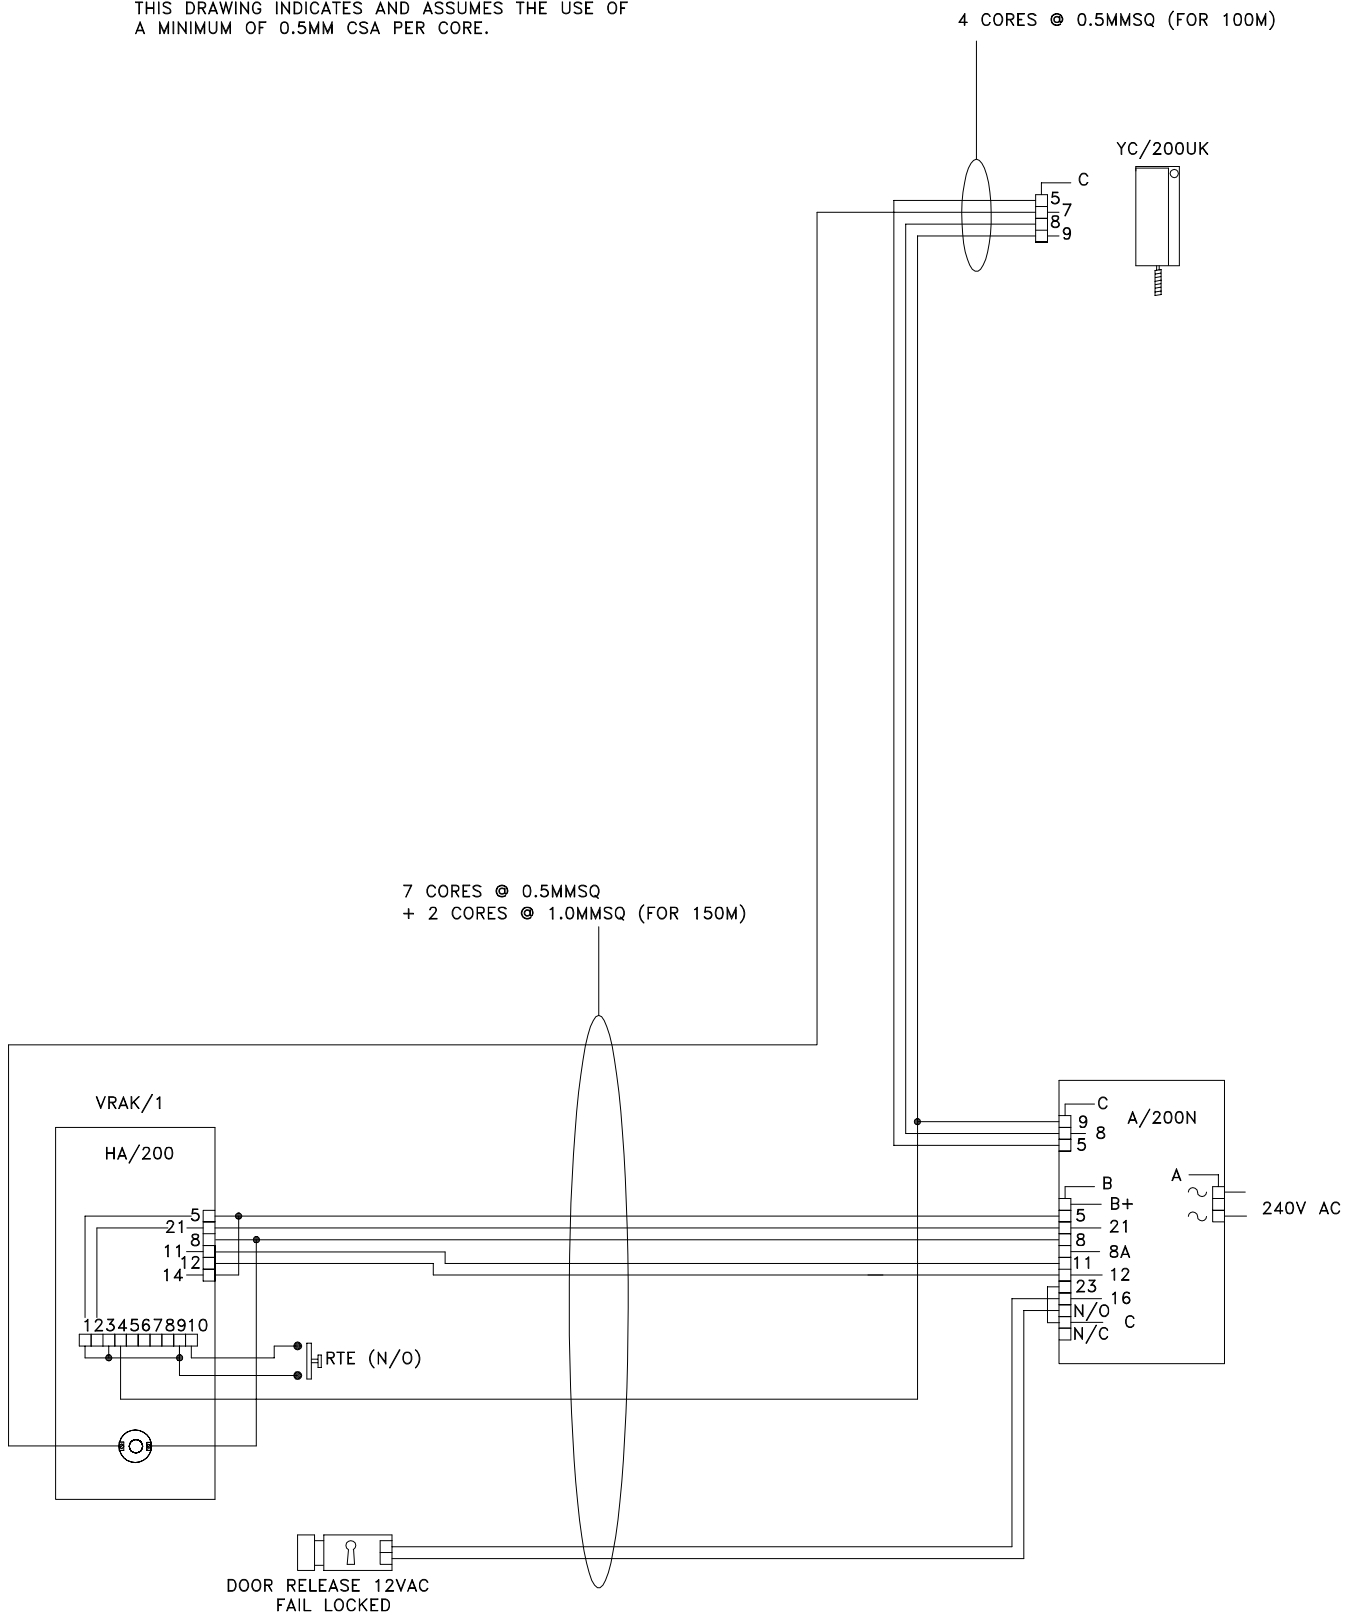 THIS DRAWING INDICATES AND ASSUMES THE USE OF
A MINIMUM OF 0.5MM CSA PER CORE.
4 CORES @ 0.5MMSQ (FOR 100M)
YC/200UK
C
5
7
8
9
7 CORES @ 0.5MMSQ
+ 2 CORES @ 1.0MMSQ (FOR 150M)
VRAK/1
HA/200
5
21
8
11
12
14
12345678910
RTE (N/O)
C
9
8
5
A/200N
A
240V AC
B
B+
5
21
8
8A
11
12
23
16
N/O
C
N/C
DOOR RELEASE 12VAC
FAIL LOCKED